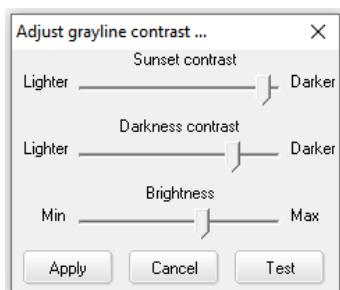 Adjust grayline contrast ...
Sunset contrast
Lighter Darker
Darkness contrast
Lighter Darker
Brightness
Min Max
Apply Cancel Test